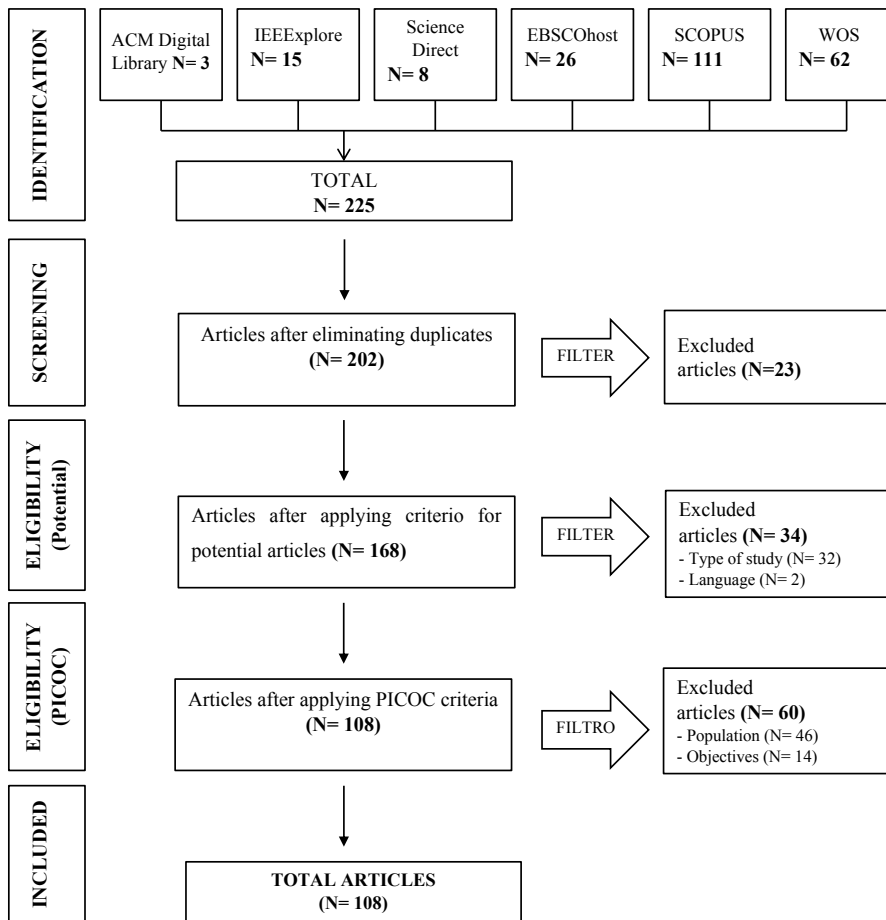 IDENTIFICATION
ACM Digital
Library N= 3
IEEExplore
N= 15
Science
Direct
N= 8
EBSCOhost
N= 26
SCOPUS
N= 111
WOS
N= 62
TOTAL
N= 225
SCREENING
Articles after eliminating duplicates
(N= 202)
FILTER
Excluded
articles (N=23)
ELIGIBILITY
(Potential)
Articles after applying criterio for
potential articles (N= 168)
FILTER
Excluded
articles (N= 34)
- Type of study (N= 32)
- Language (N= 2)
ELIGIBILITY
(PICOC)
Articles after applying PICOC criteria
(N= 108)
FILTRO
Excluded
articles (N= 60)
- Population (N= 46)
- Objectives (N= 14)
INCLUDED
TOTAL ARTICLES
(N= 108)